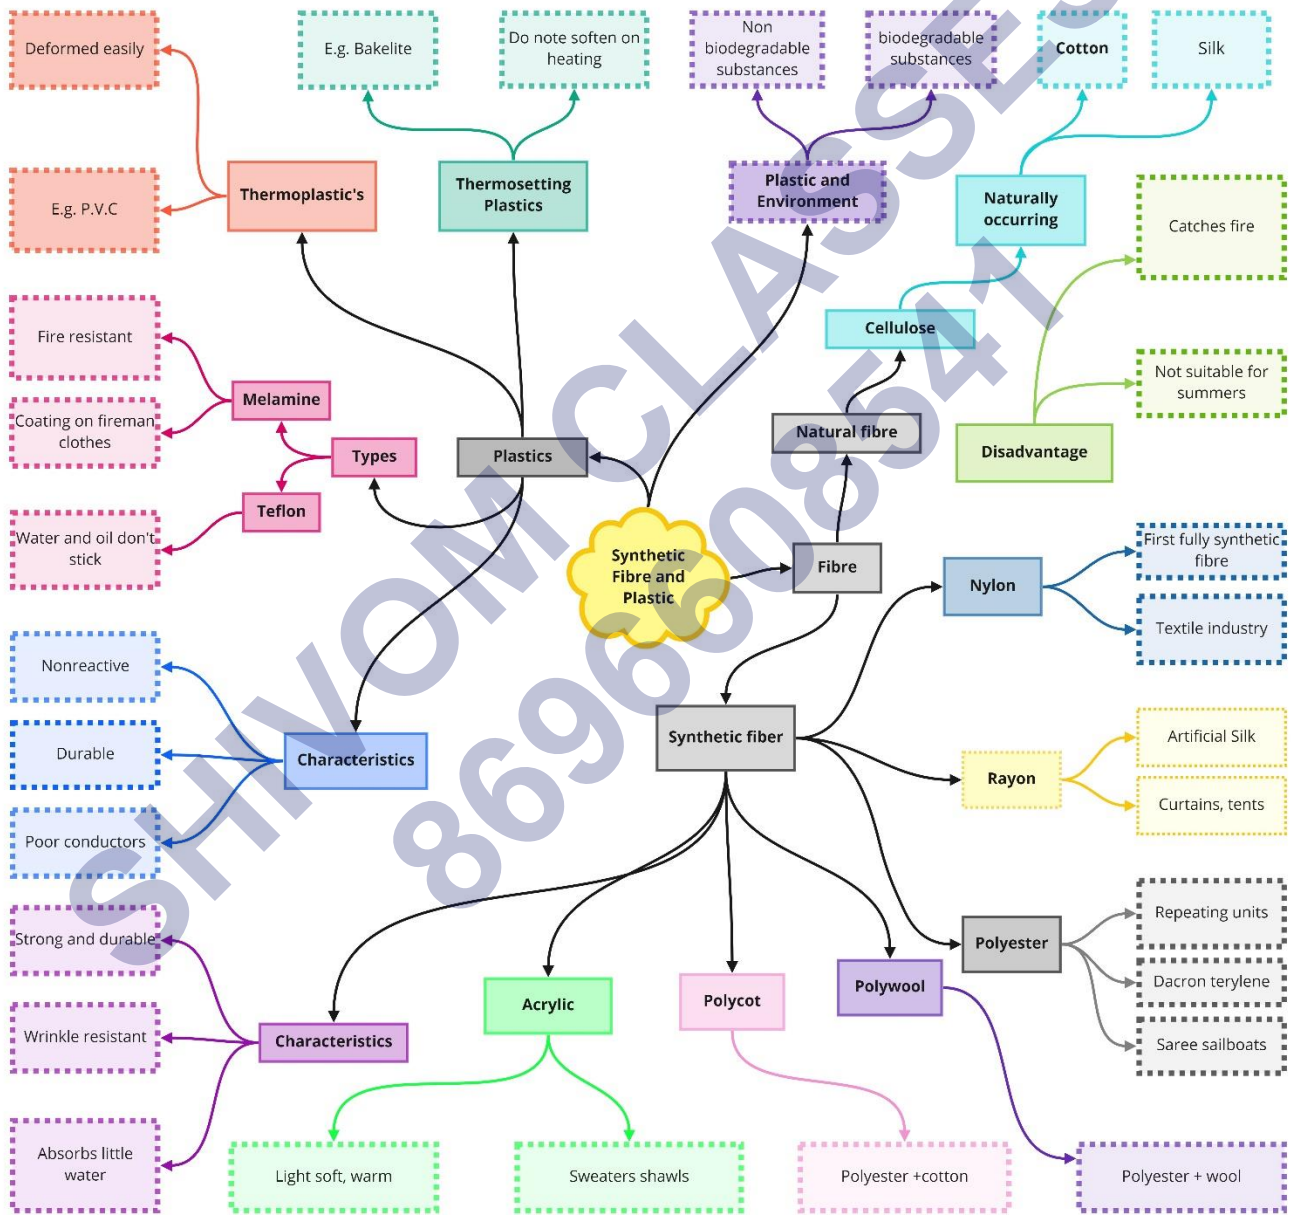 Deformed easily
E.g. P.V.C
Thermoplastic's
E.g. Bakelite
Do note soften on
heating
Thermosetting
Plastics
Non
biodegradable
substances
biodegradable
substances
Plastic and
Environment
Cotton
Silk
Naturally
occurring
Cellulose
Natural fibre
Catches fire
Not suitable for
summers
Disadvantage
Fire resistant
Coating on fireman
clothes
Melamine
Types
Plastics
Teflon
Water and oil don't
stick
Synthetic
Fibre and
Plastic
Fibre
Nylon
First fully synthetic
fibre
Textile industry
Nonreactive
Durable
Poor conductors
Characteristics
Synthetic fiber
Rayon
Artificial Silk
Curtains, tents
Polyester
Repeating units
Dacron terylene
Saree sailboats
Strong and durable
Wrinkle resistant
Absorbs little
water
Characteristics
Acrylic
Polycot
Polywool
Light soft, warm
Sweaters shawls
Polyester +cotton
Polyester + wool
SHIVOM CLASSES
8696608541